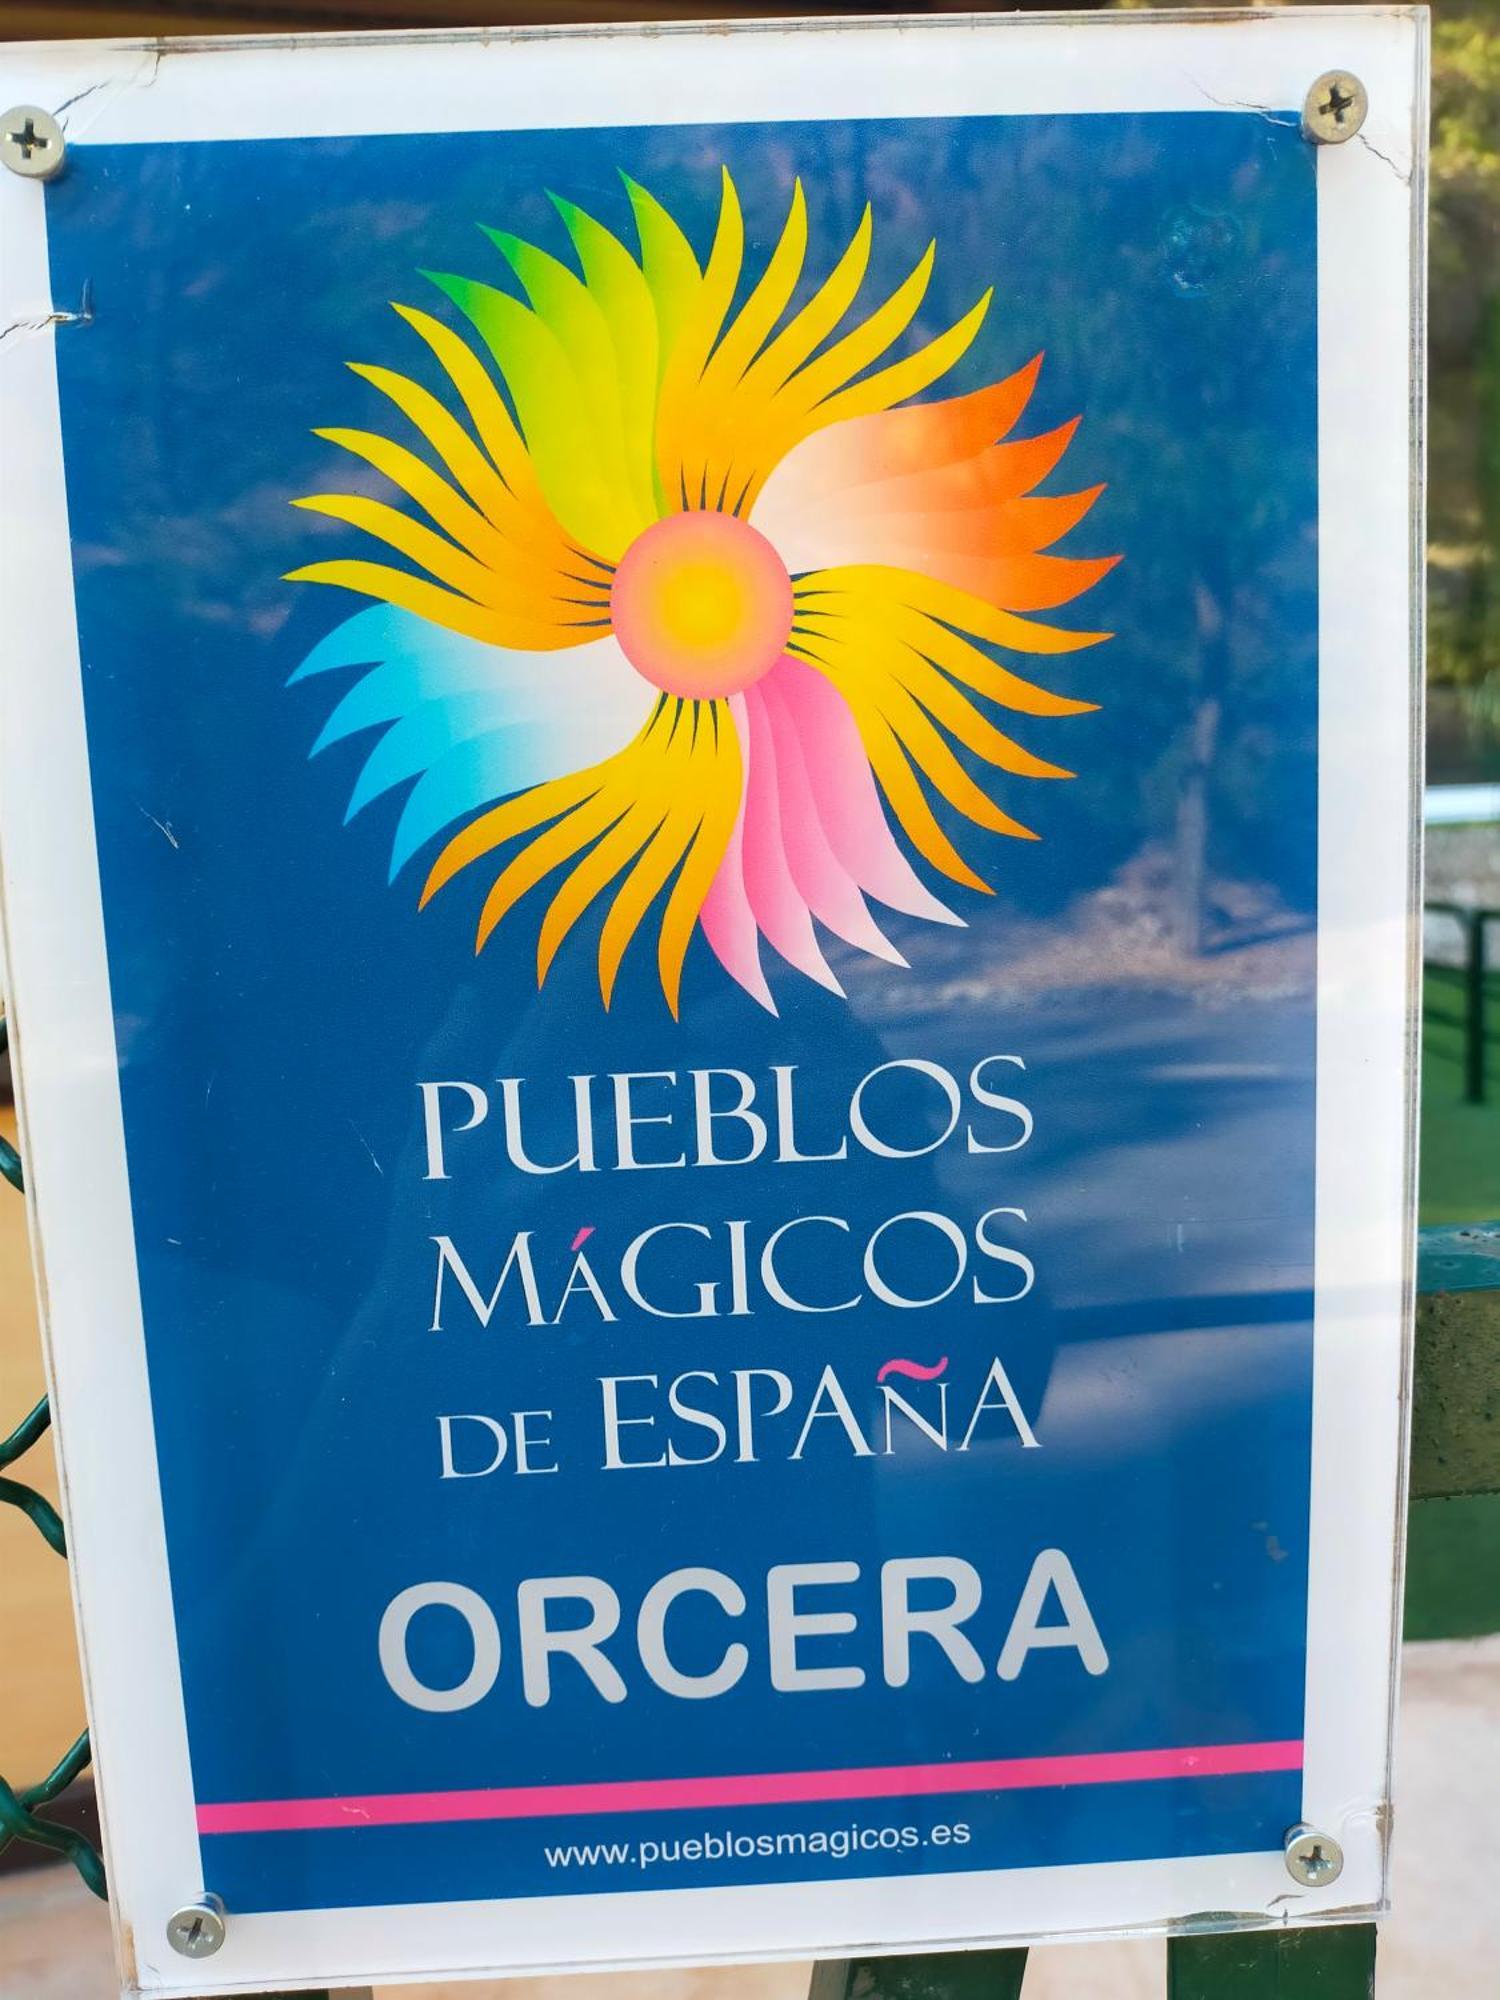 PUEBLOS
MÁGICOS
DE ESPAÑA
ORCERA
www.pueblosmagicos.es